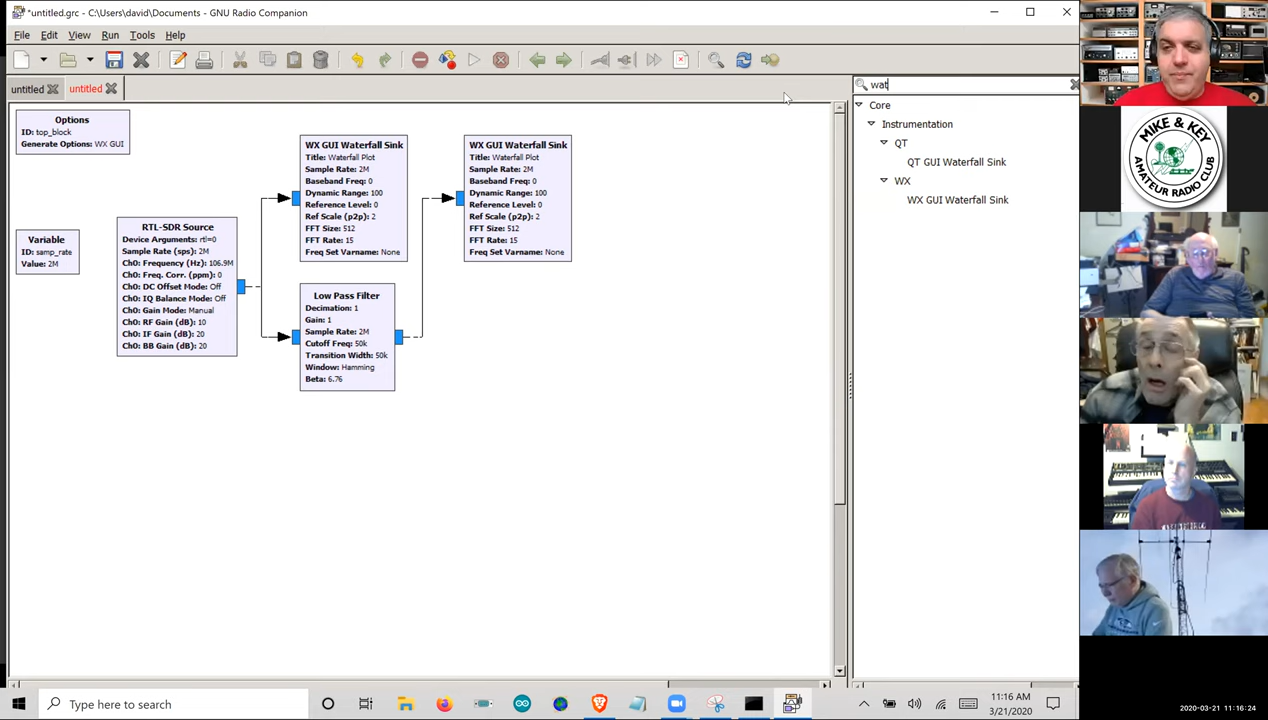 *untitled.grc - C:\Users\david\Documents - GNU Radio Companion
File Edit View Run Tools Help
untitled
untitled
wat
Core
Instrumentation
QT
QT GUI Waterfall Sink
WX
WX GUI Waterfall Sink
Options
ID: top_block
Generate Options: WX GUI
Variable
ID: samp_rate
Value: 2M
RTL-SDR Source
Device Arguments: rtl=0
Sample Rate (sps): 2M
Ch0: Frequency (Hz): 106.9M
Ch0: Freq. Corr. (ppm): 0
Ch0: DC Offset Mode: Off
Ch0: IQ Balance Mode: Off
Ch0: Gain Mode: Manual
Ch0: RF Gain (dB): 10
Ch0: IF Gain (dB): 20
Ch0: BB Gain (dB): 20
WX GUI Waterfall Sink
Title: Waterfall Plot
Sample Rate: 2M
Baseband Freq: 0
Dynamic Range: 100
Reference Level: 0
Ref Scale (p2p): 2
FFT Size: 512
FFT Rate: 15
Freq Set Varname: None
Low Pass Filter
Decimation: 1
Gain: 1
Sample Rate: 2M
Cutoff Freq: 50k
Transition Width: 50k
Window: Hamming
Beta: 6.76
WX GUI Waterfall Sink
Title: Waterfall Plot
Sample Rate: 2M
Baseband Freq: 0
Dynamic Range: 100
Reference Level: 0
Ref Scale (p2p): 2
FFT Size: 512
FFT Rate: 15
Freq Set Varname: None
MIKE & KEY
AMATEUR RADIO CLUB
Type here to search
11:16 AM
3/21/2020
2020-03-21 11:16:24